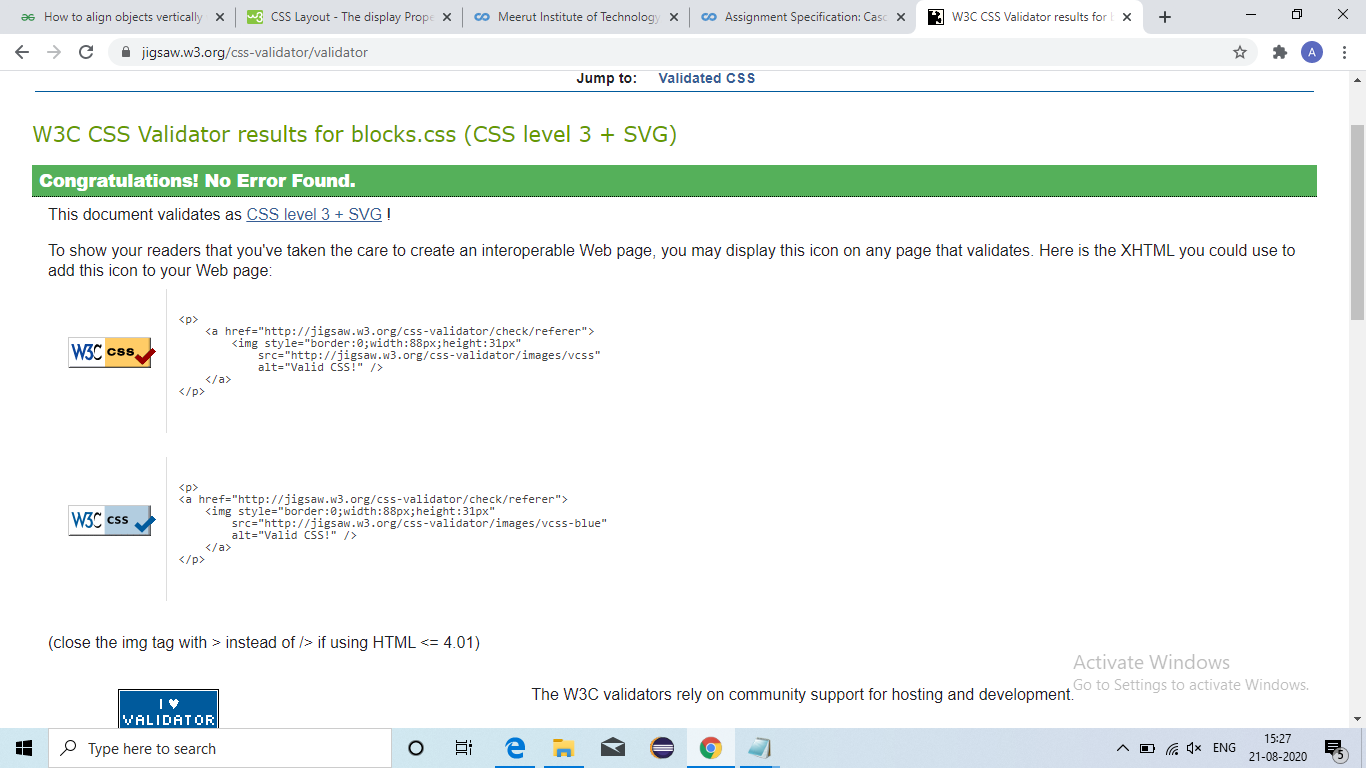 How to align objects vertically
CSS Layout - The display Prope
Meerut Institute of Technology
Assignment Specification: Casc
W3C CSS Validator results for b
jigsaw.w3.org/css-validator/validator
A
Jump to: Validated CSS
W3C CSS Validator results for blocks.css (CSS level 3 + SVG)
Congratulations! No Error Found.
This document validates as CSS level 3 + SVG !
To show your readers that you've taken the care to create an interoperable Web page, you may display this icon on any page that validates. Here is the XHTML you could use to
add this icon to your Web page:
W3C css
<p>
<a href="http://jigsaw.w3.org/css-validator/check/referer">
<img style="border:0;width:88px;height:31px"
src="http://jigsaw.w3.org/css-validator/images/vcss"
alt="Valid CSS!" />
</a>
</p>
W3C css
<p>
<a href="http://jigsaw.w3.org/css-validator/check/referer">
<img style="border:0;width:88px;height:31px"
src="http://jigsaw.w3.org/css-validator/images/vcss-blue"
alt="Valid CSS!" />
</a>
</p>
(close the img tag with > instead of /> if using HTML <= 4.01)
I ♥
VALIDATOR
The W3C validators rely on community support for hosting and development.
Activate Windows
Go to Settings to activate Windows.
Type here to search
ENG
15:27
21-08-2020
5